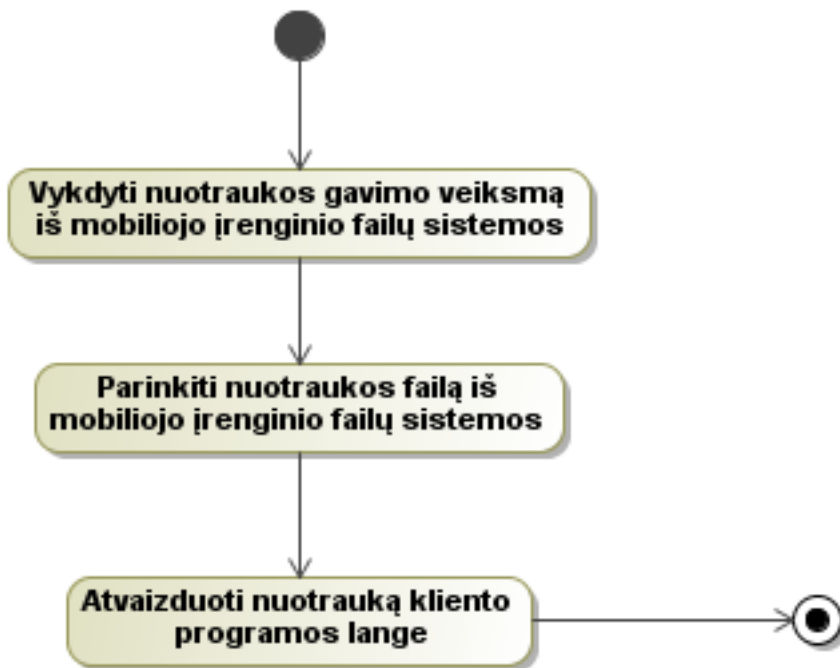 Vykdyti nuotraukos gavimo veiksmą
iš mobiliojo įrenginio failų sistemos
Parinkiti nuotraukos failą iš
mobiliojo įrenginio failų sistemos
Atvaizduoti nuotrauką kliento
programos lange